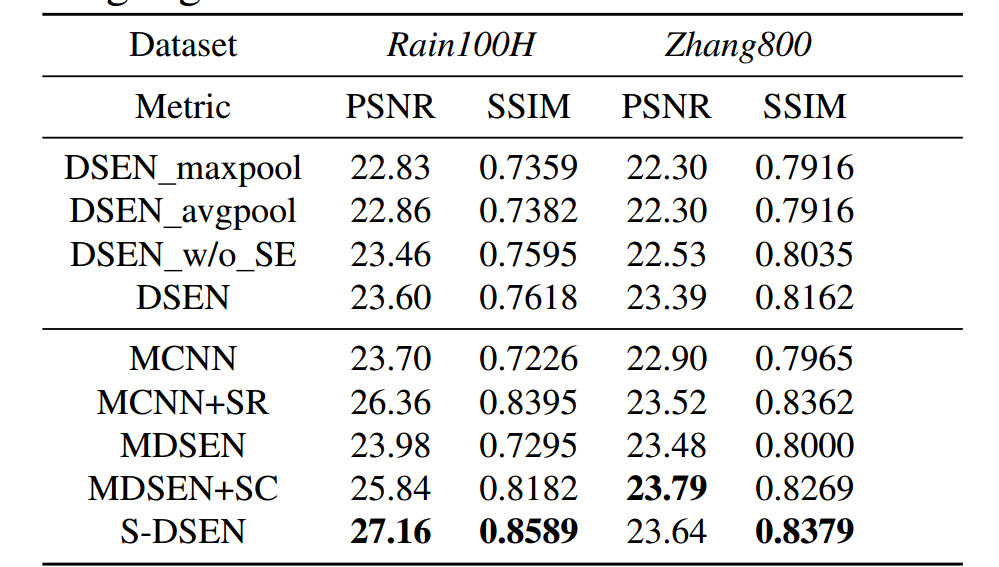 Dataset Rain100H Zhang800
Metric PSNR SSIM PSNR SSIM
DSEN_maxpool 22.83 0.7359 22.30 0.7916
DSEN_avgpool 22.86 0.7382 22.30 0.7916
DSEN_w/o_SE 23.46 0.7595 22.53 0.8035
DSEN 23.60 0.7618 23.39 0.8162
MCNN 23.70 0.7226 22.90 0.7965
MCNN+SR 26.36 0.8395 23.52 0.8362
MDSEN 23.98 0.7295 23.48 0.8000
MDSEN+SC 25.84 0.8182 23.79 0.8269
S-DSEN 27.16 0.8589 23.64 0.8379